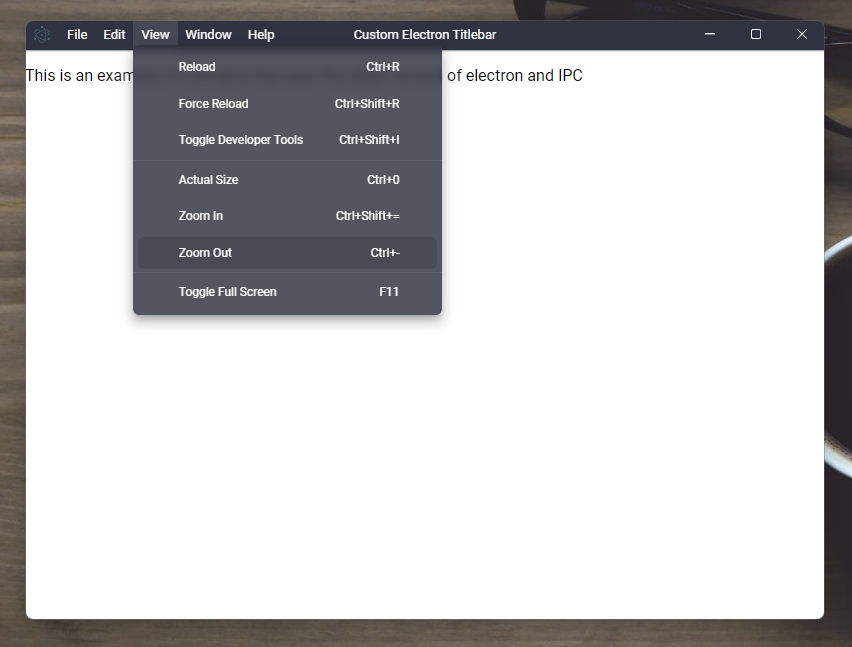 File Edit View Window Help Custom Electron Titlebar
This is an of electron and IPC
Reload Ctrl+R
Force Reload Ctrl+Shift+R
Toggle Developer Tools Ctrl+Shift+I
Actual Size Ctrl+0
Zoom In Ctrl+Shift+=
Zoom Out Ctrl+-
Toggle Full Screen F11